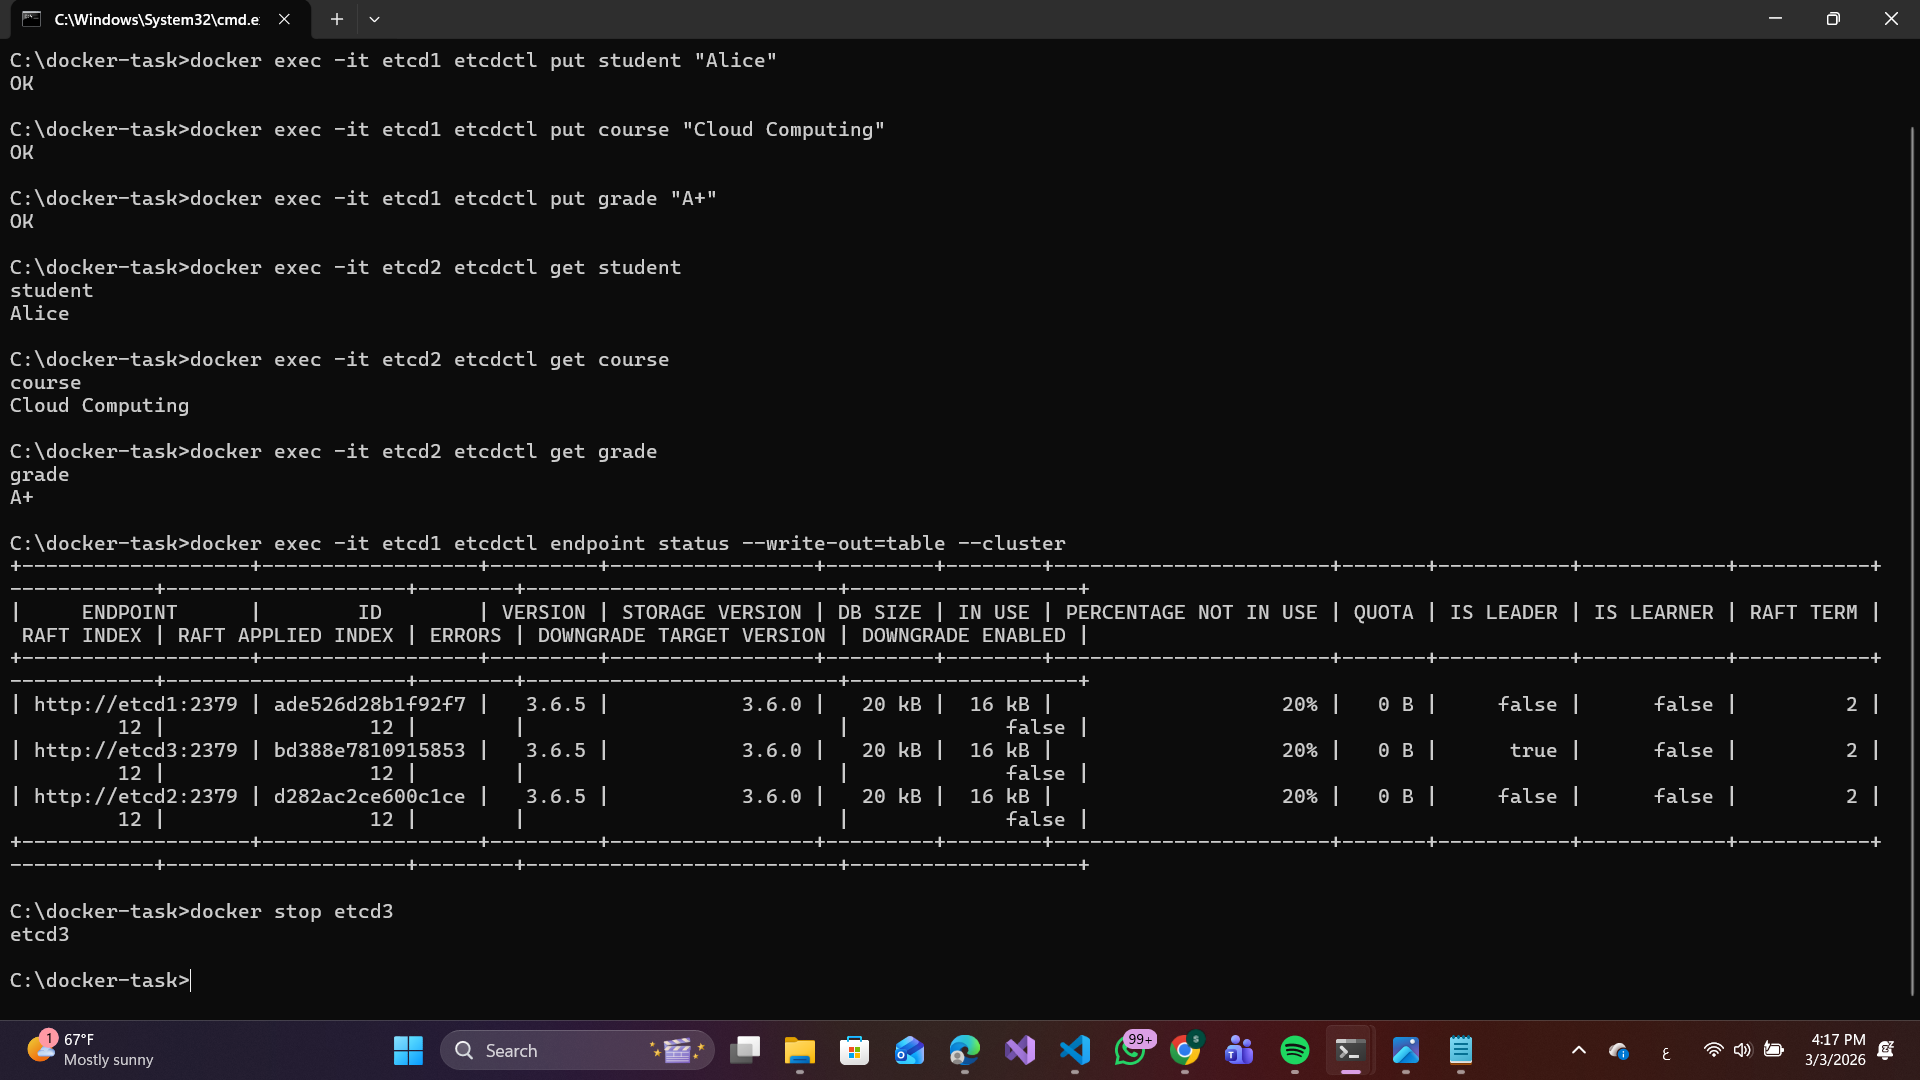 C:\Windows\System32\cmd.e
C:\docker-task>docker exec -it etcd1 etcdctl put student "Alice"
OK
C:\docker-task>docker exec -it etcd1 etcdctl put course "Cloud Computing"
OK
C:\docker-task>docker exec -it etcd1 etcdctl put grade "A+"
OK
C:\docker-task>docker exec -it etcd2 etcdctl get student
student
Alice
C:\docker-task>docker exec -it etcd2 etcdctl get course
course
Cloud Computing
C:\docker-task>docker exec -it etcd2 etcdctl get grade
grade
A+
C:\docker-task>docker exec -it etcd1 etcdctl endpoint status --write-out=table --cluster
+-------------------+------------------+---------+-----------------+---------+--------+-----------------------+-------+-----------+------------+-----------+
------------+--------------------+--------+--------------------------+-------------------+
|     ENDPOINT      |        ID        | VERSION | STORAGE VERSION | DB SIZE | IN USE | PERCENTAGE NOT IN USE | QUOTA | IS LEADER | IS LEARNER | RAFT TERM |
 RAFT INDEX | RAFT APPLIED INDEX | ERRORS | DOWNGRADE TARGET VERSION | DOWNGRADE ENABLED |
+-------------------+------------------+---------+-----------------+---------+--------+-----------------------+-------+-----------+------------+-----------+
------------+--------------------+--------+--------------------------+-------------------+
| http://etcd1:2379 | ade526d28b1f92f7 |   3.6.5 |           3.6.0 |   20 kB |  16 kB |                   20% |   0 B |     false |      false |         2 |
         12 |                 12 |        |                          |             false |
| http://etcd3:2379 | bd388e7810915853 |   3.6.5 |           3.6.0 |   20 kB |  16 kB |                   20% |   0 B |      true |      false |         2 |
         12 |                 12 |        |                          |             false |
| http://etcd2:2379 | d282ac2ce600c1ce |   3.6.5 |           3.6.0 |   20 kB |  16 kB |                   20% |   0 B |     false |      false |         2 |
         12 |                 12 |        |                          |             false |
+-------------------+------------------+---------+-----------------+---------+--------+-----------------------+-------+-----------+------------+-----------+
------------+--------------------+--------+--------------------------+-------------------+
C:\docker-task>docker stop etcd3
etcd3
C:\docker-task>
1
67°F
Mostly sunny
Search
99+
ع
4:17 PM
3/3/2026